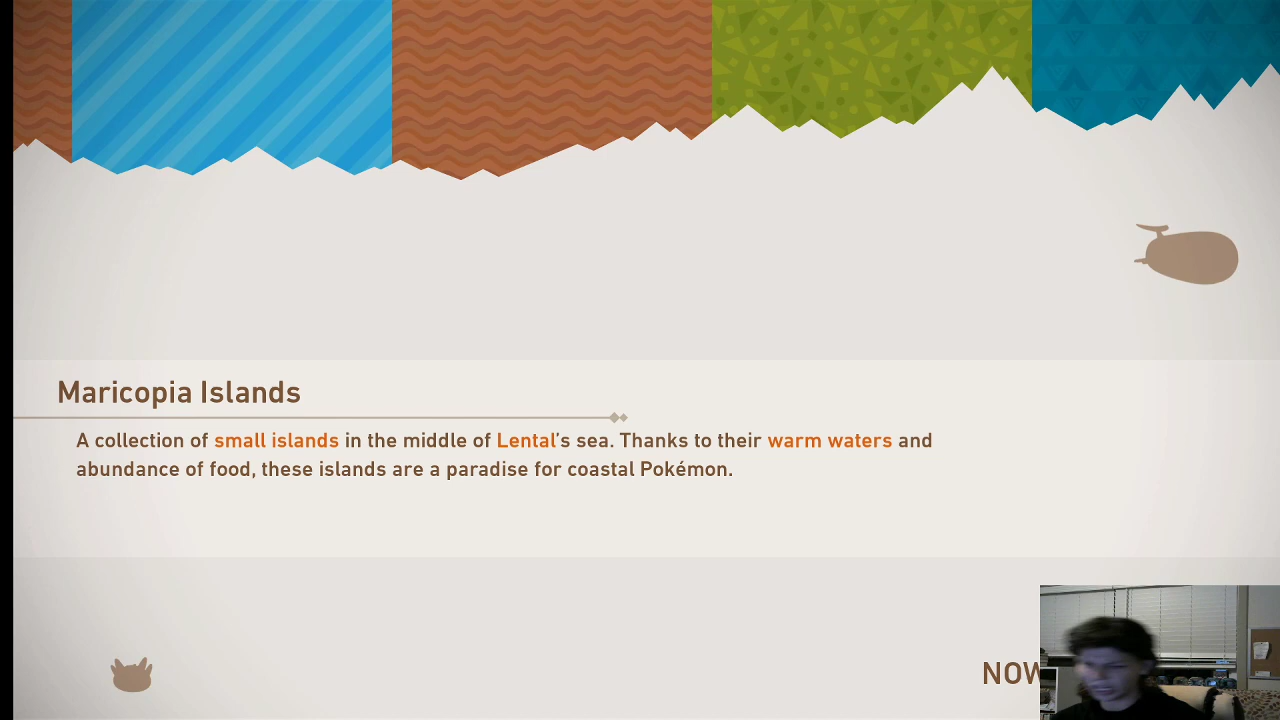 Maricopia Islands
A collection of small islands in the middle of Lental's sea. Thanks to their warm waters and
abundance of food, these islands are a paradise for coastal Pokémon.
NOW